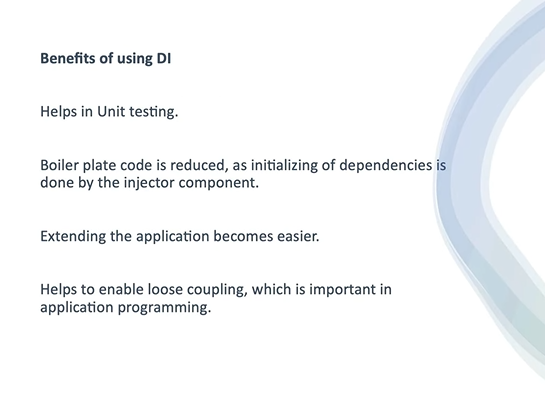 Benefits of using DI
Helps in Unit testing.
Boiler plate code is reduced, as initializing of dependencies is
done by the injector component.
Extending the application becomes easier.
Helps to enable loose coupling, which is important in
application programming.